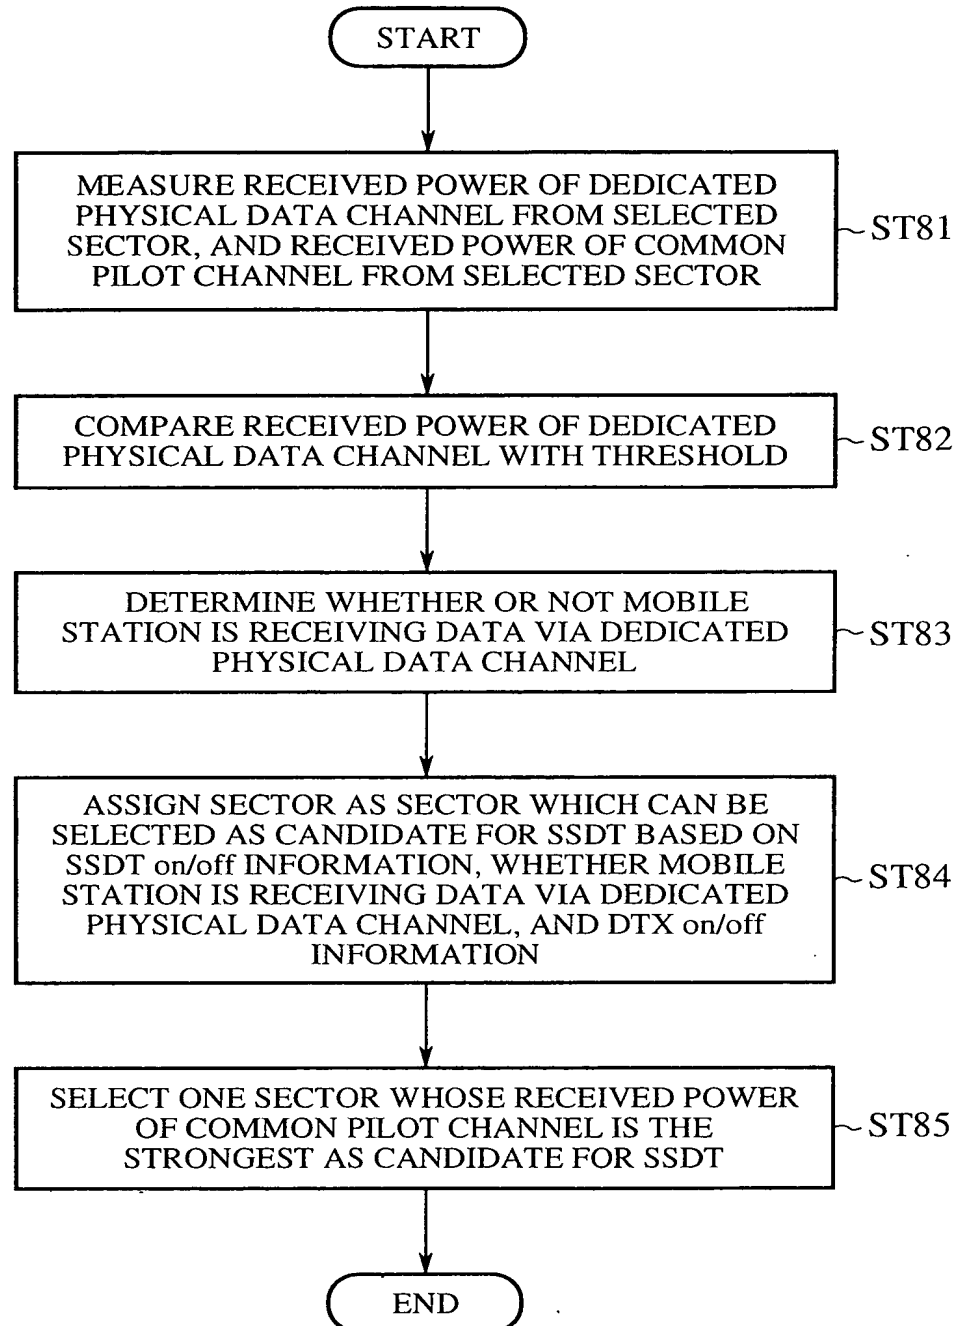 START
MEASURE RECEIVED POWER OF DEDICATED
PHYSICAL DATA CHANNEL FROM SELECTED
SECTOR, AND RECEIVED POWER OF COMMON
PILOT CHANNEL FROM SELECTED SECTOR
ST81
COMPARE RECEIVED POWER OF DEDICATED
PHYSICAL DATA CHANNEL WITH THRESHOLD
ST82
DETERMINE WHETHER OR NOT MOBILE
STATION IS RECEIVING DATA VIA DEDICATED
PHYSICAL DATA CHANNEL
ST83
ASSIGN SECTOR AS SECTOR WHICH CAN BE
SELECTED AS CANDIDATE FOR SSDT BASED ON
SSDT on/off INFORMATION, WHETHER MOBILE
STATION IS RECEIVING DATA VIA DEDICATED
PHYSICAL DATA CHANNEL, AND DTX on/off
INFORMATION
ST84
SELECT ONE SECTOR WHOSE RECEIVED POWER
OF COMMON PILOT CHANNEL IS THE
STRONGEST AS CANDIDATE FOR SSDT
ST85
END